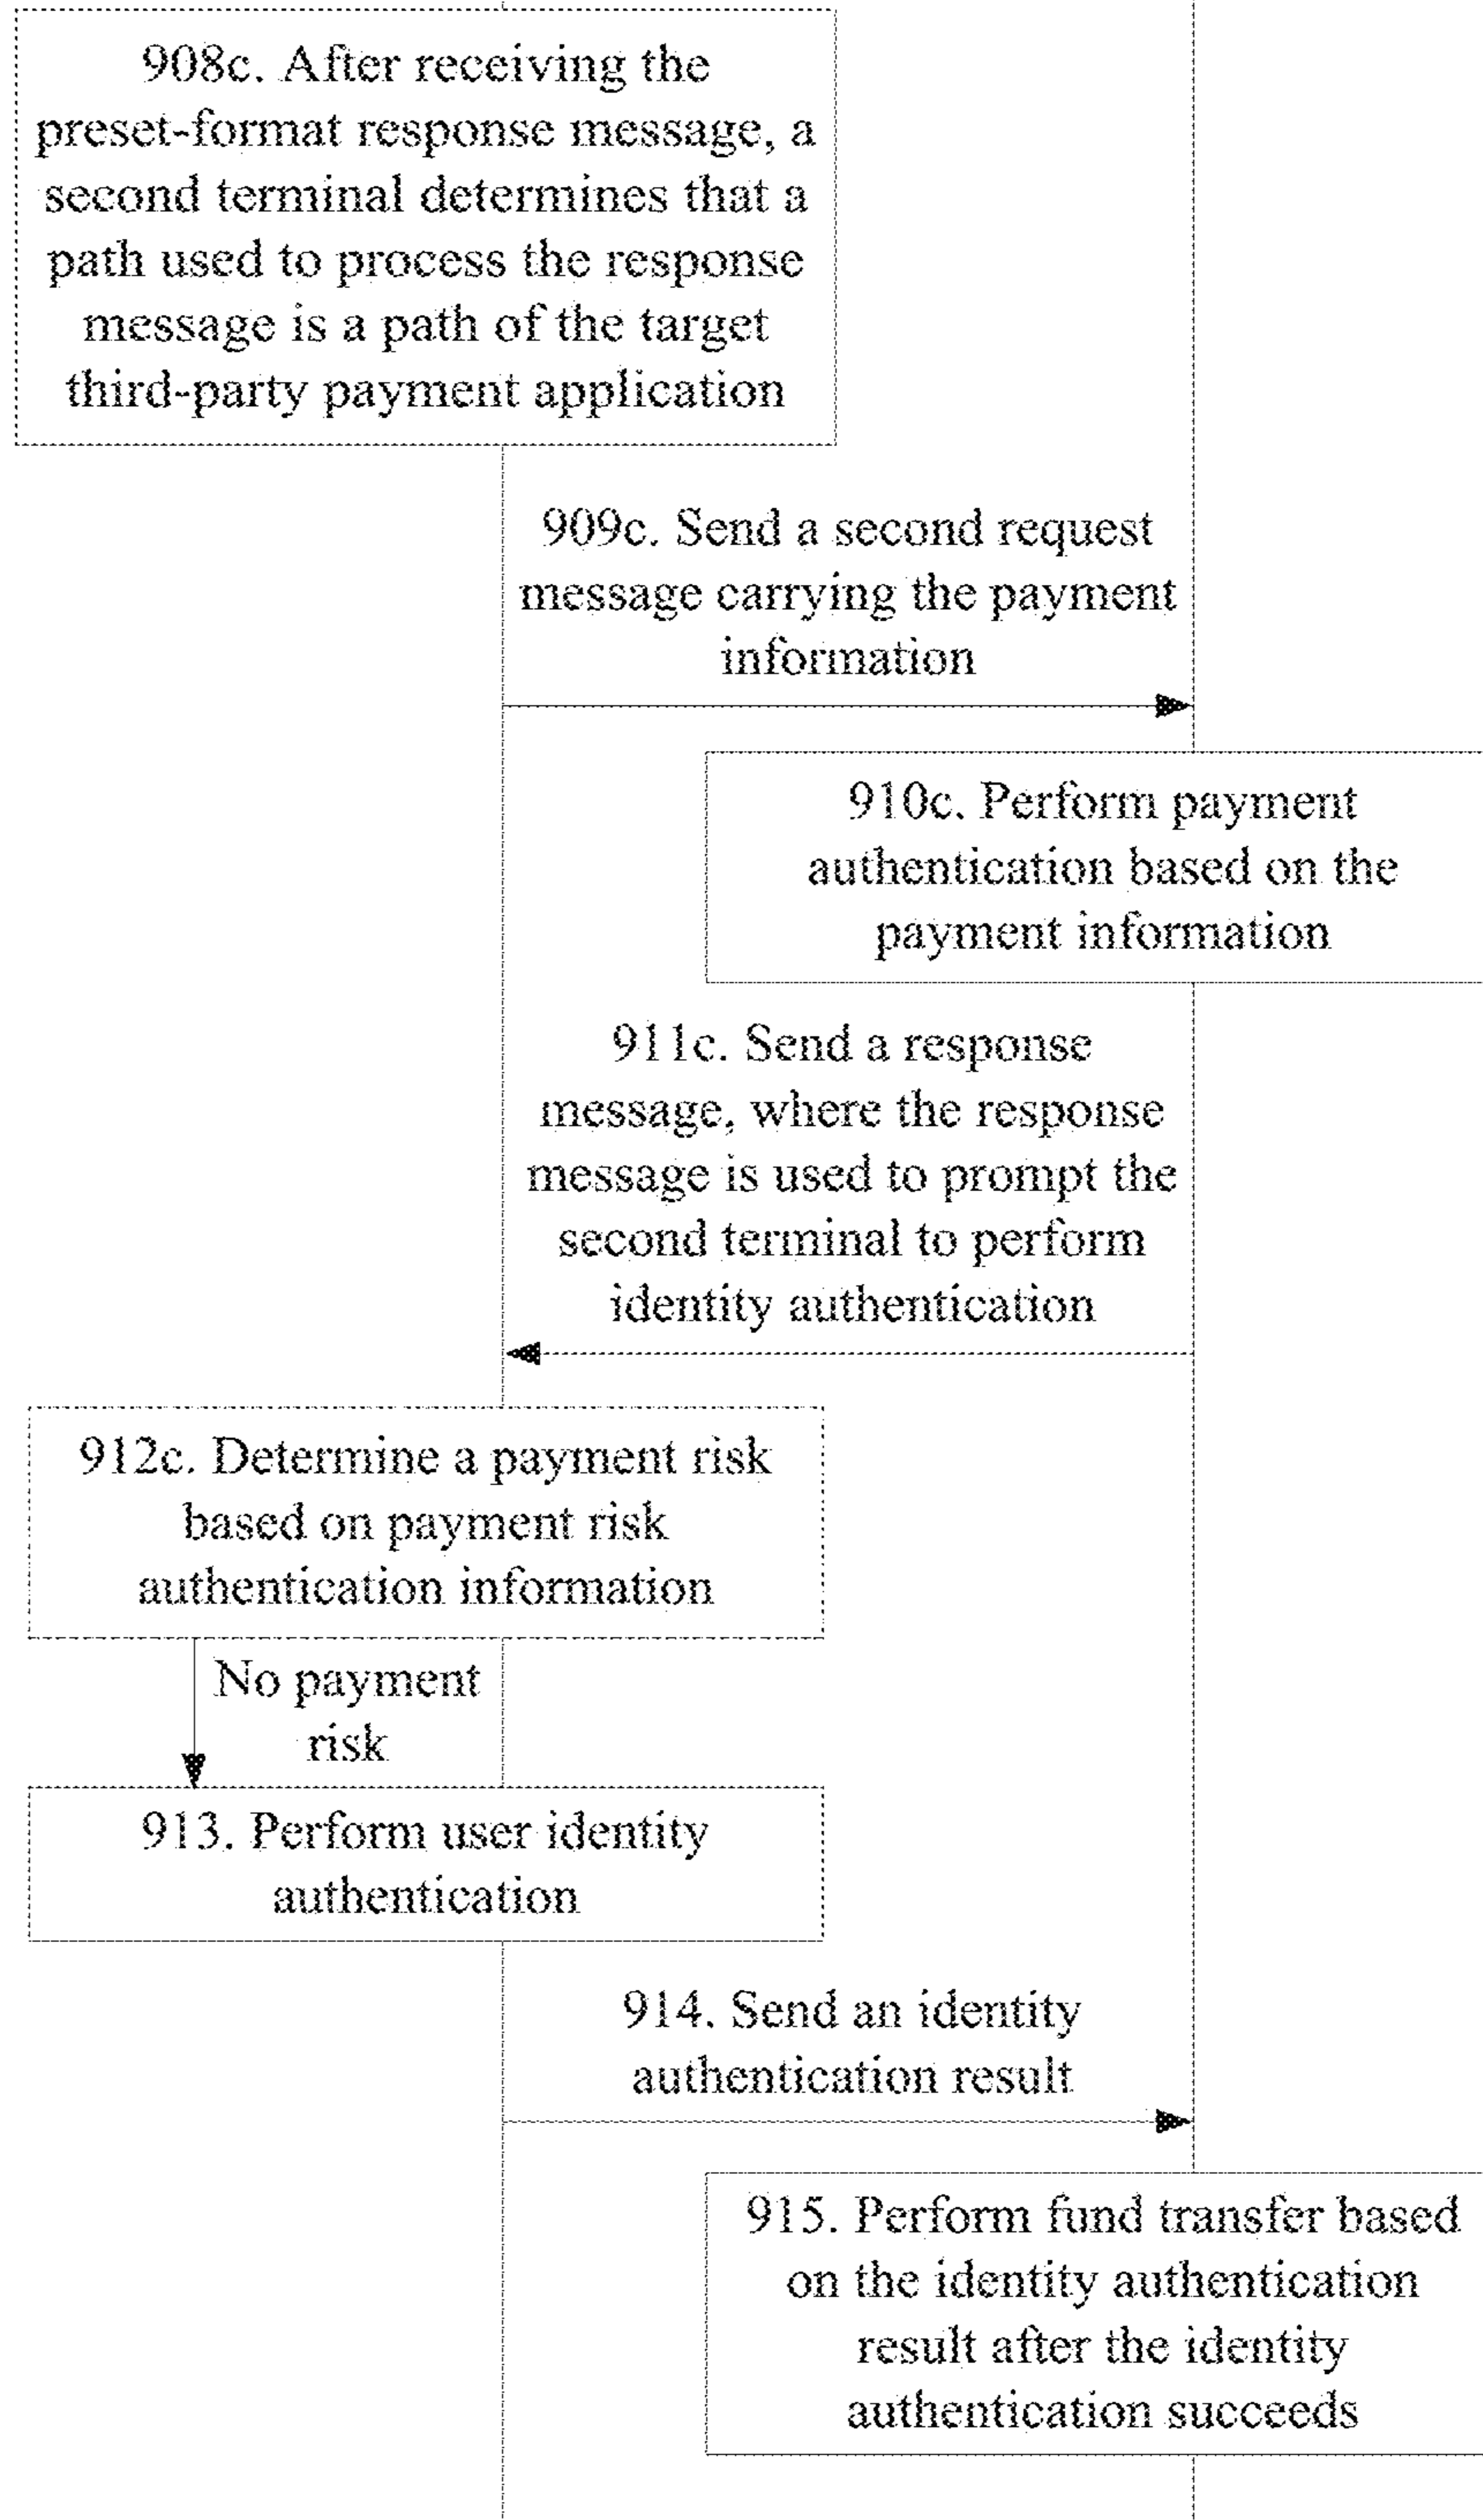 908c. After receiving the
preset-format response message, a
second terminal determines that a
path used to process the response
message is a path of the target
third-party payment application
909c. Send a second request
message carrying the payment
information
910c. Perform payment
authentication based on the
payment information
911c. Send a response
message, where the response
message is used to prompt the
second terminal to perform
identity authentication
912c. Determine a payment risk
based on payment risk
authentication information
No payment
risk
913. Perform user identity
authentication
914. Send an identity
authentication result
915. Perform fund transfer based
on the identity authentication
result after the identity
authentication succeeds